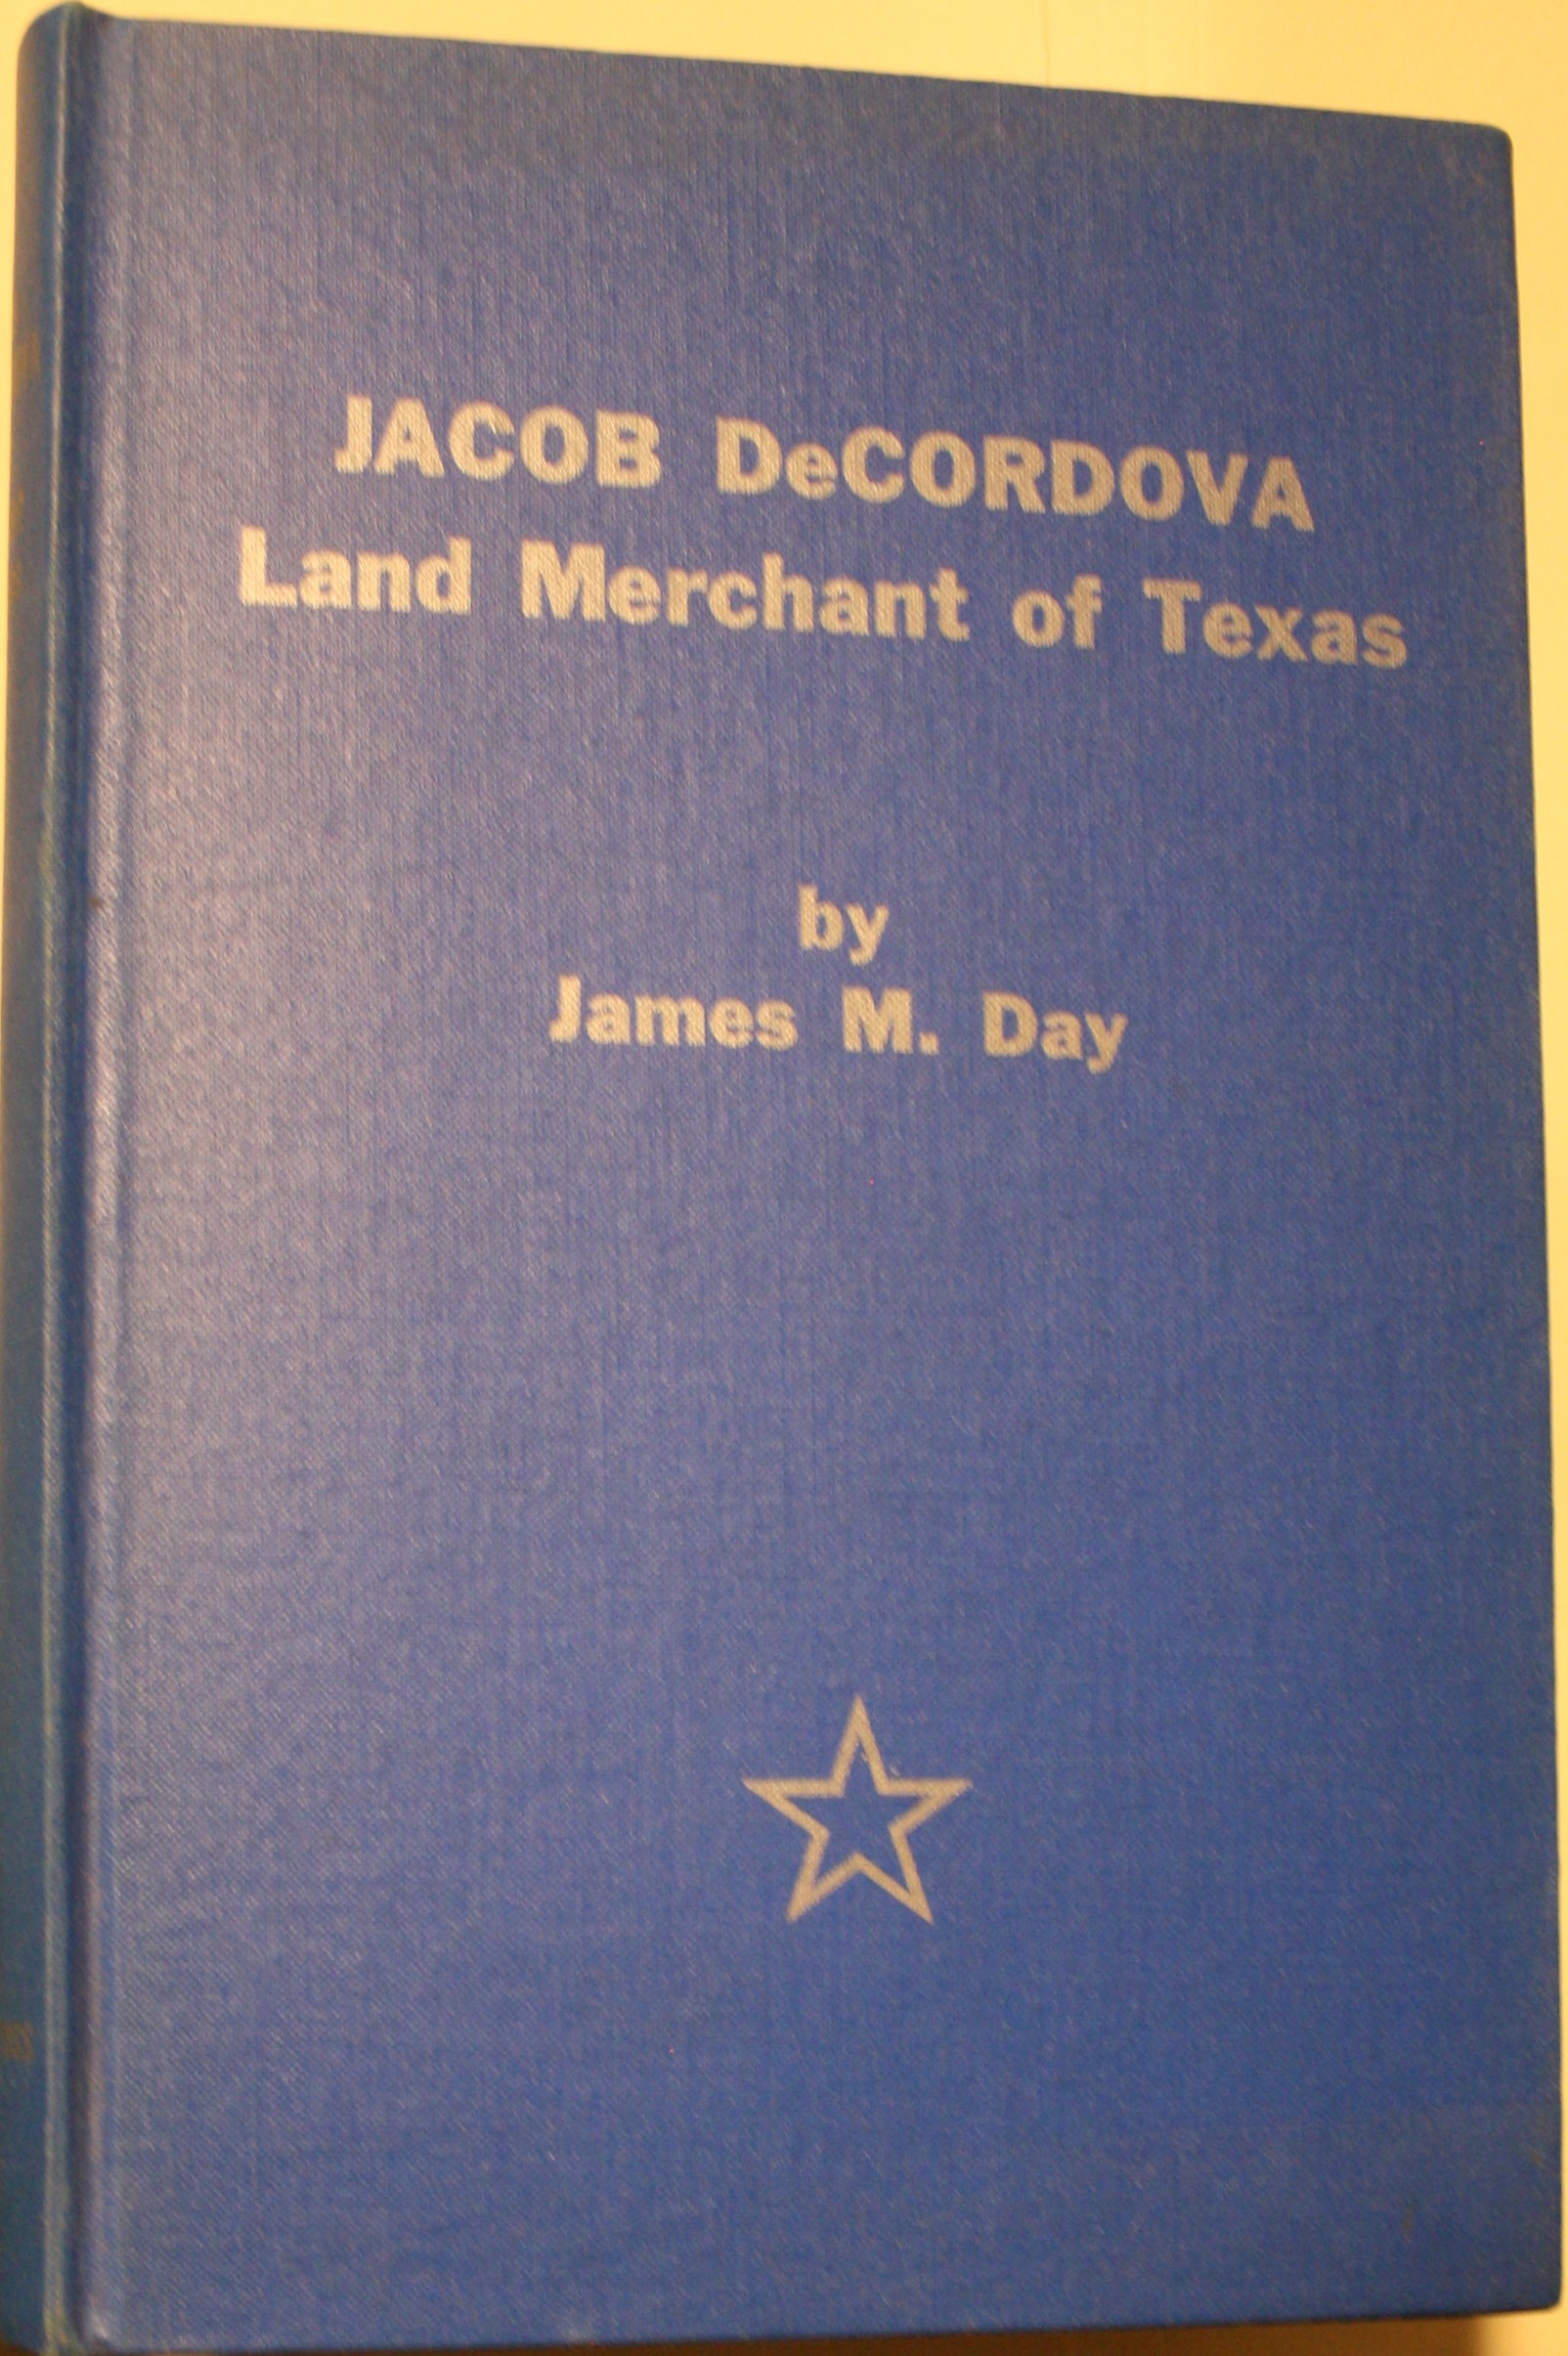 JACOB DeCORDOVA
Land Merchant of Texas
by
James M. Day